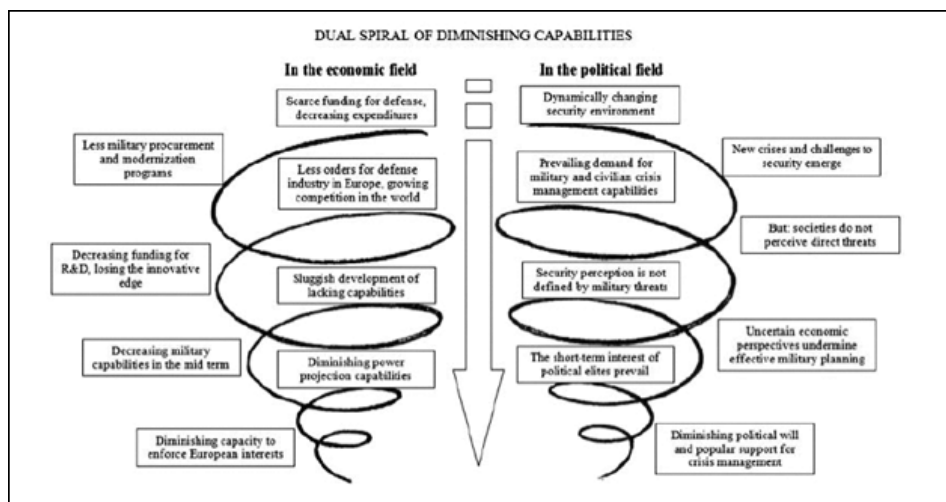 DUAL SPIRAL OF DIMINISHING CAPABILITIES
In the economic field
Scarce funding for defense,
decreasing expenditures
Less military procurement
and modernization
programs
Less orders for defense
industry in Europe, growing
competition in the world
Decreasing funding for
R&D, losing the innovative
edge
Sluggish development of
lacking capabilities
Decreasing military
capabilities in the mid term
Diminishing power
projection capabilities
Diminishing capacity to
enforce European interests
In the political field
Dynamically changing
security environment
New crises and challenges to
security emerge
Prevailing demand for
military and civilian crisis
management capabilities
But: societies do not
perceive direct threats
Security perception is not
defined by military threats
Uncertain economic
perspectives undermine
effective military planning
The short-term interest of
political elites prevail
Diminishing political will
and popular support for
crisis management